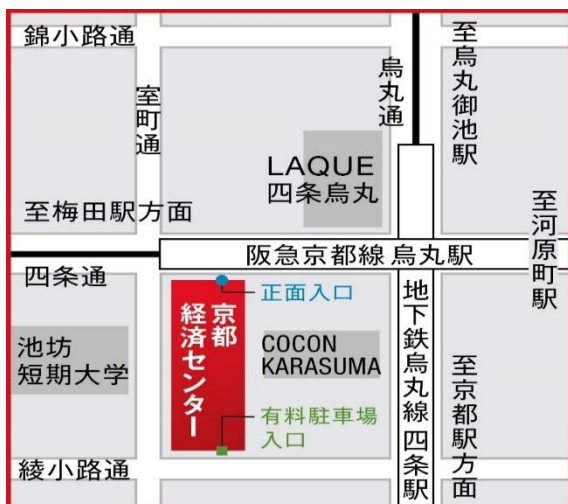 錦小路通
室町通
烏丸通
至烏丸御池駅
LAQUE
四条烏丸
至梅田駅方面
至河原町駅
阪急京都線 烏丸駅
四条通
正面入口
京都
経済センター
地下鉄烏丸線 四条駅
池坊
短期大学
COCON
KARASUMA
至京都駅方面
有料駐車場
入口
綾小路通